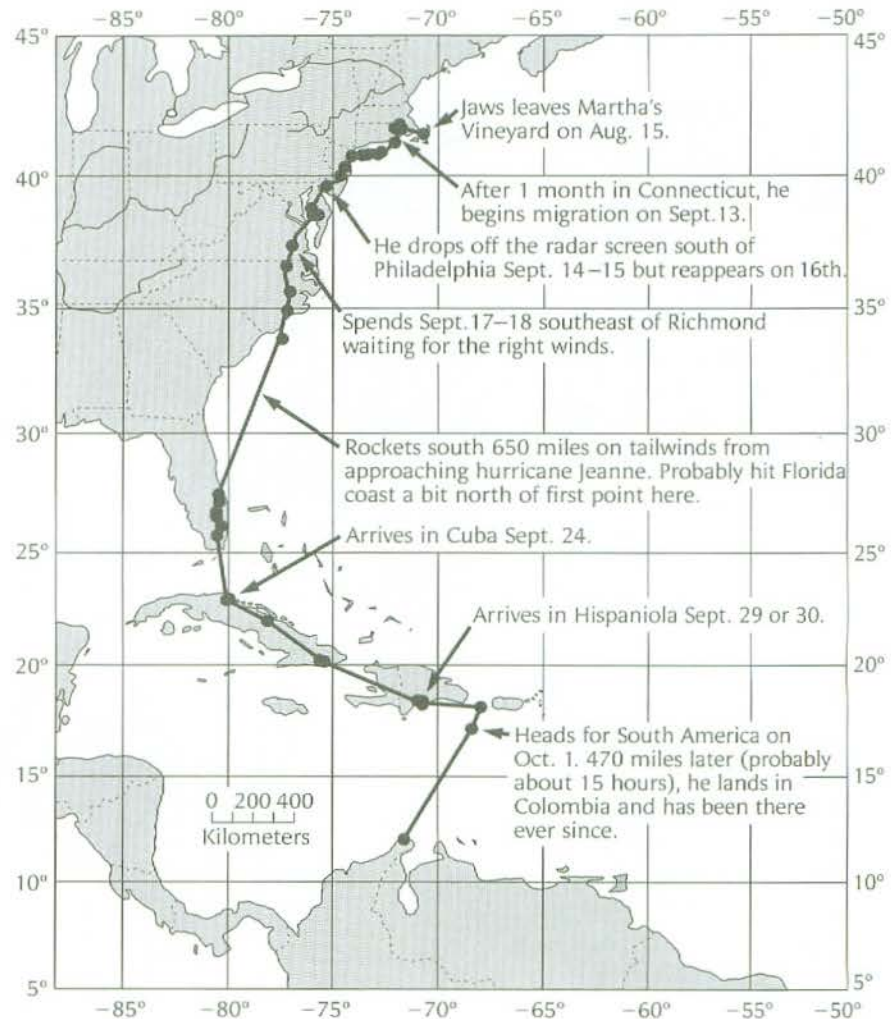 −85° −80° −75° −70° −65° −60° −55° −50°
45° 45°
Jaws leaves Martha's
Vineyard on Aug. 15.
40° 40°
After 1 month in Connecticut, he
begins migration on Sept.13.
He drops off the radar screen south of
Philadelphia Sept. 14–15 but reappears on 16th.
35° 35°
Spends Sept.17–18 southeast of Richmond
waiting for the right winds.
30° 30°
Rockets south 650 miles on tailwinds from
approaching hurricane Jeanne. Probably hit Florida
coast a bit north of first point here.
25° 25°
Arrives in Cuba Sept. 24.
Arrives in Hispaniola Sept. 29 or 30.
20° 20°
Heads for South America on
Oct. 1. 470 miles later (probably
about 15 hours), he lands in
Colombia and has been there
ever since.
15° 15°
0 200 400
Kilometers
10° 10°
5° 5°
−85° −80° −75° −70° −65° −60° −55° −50°